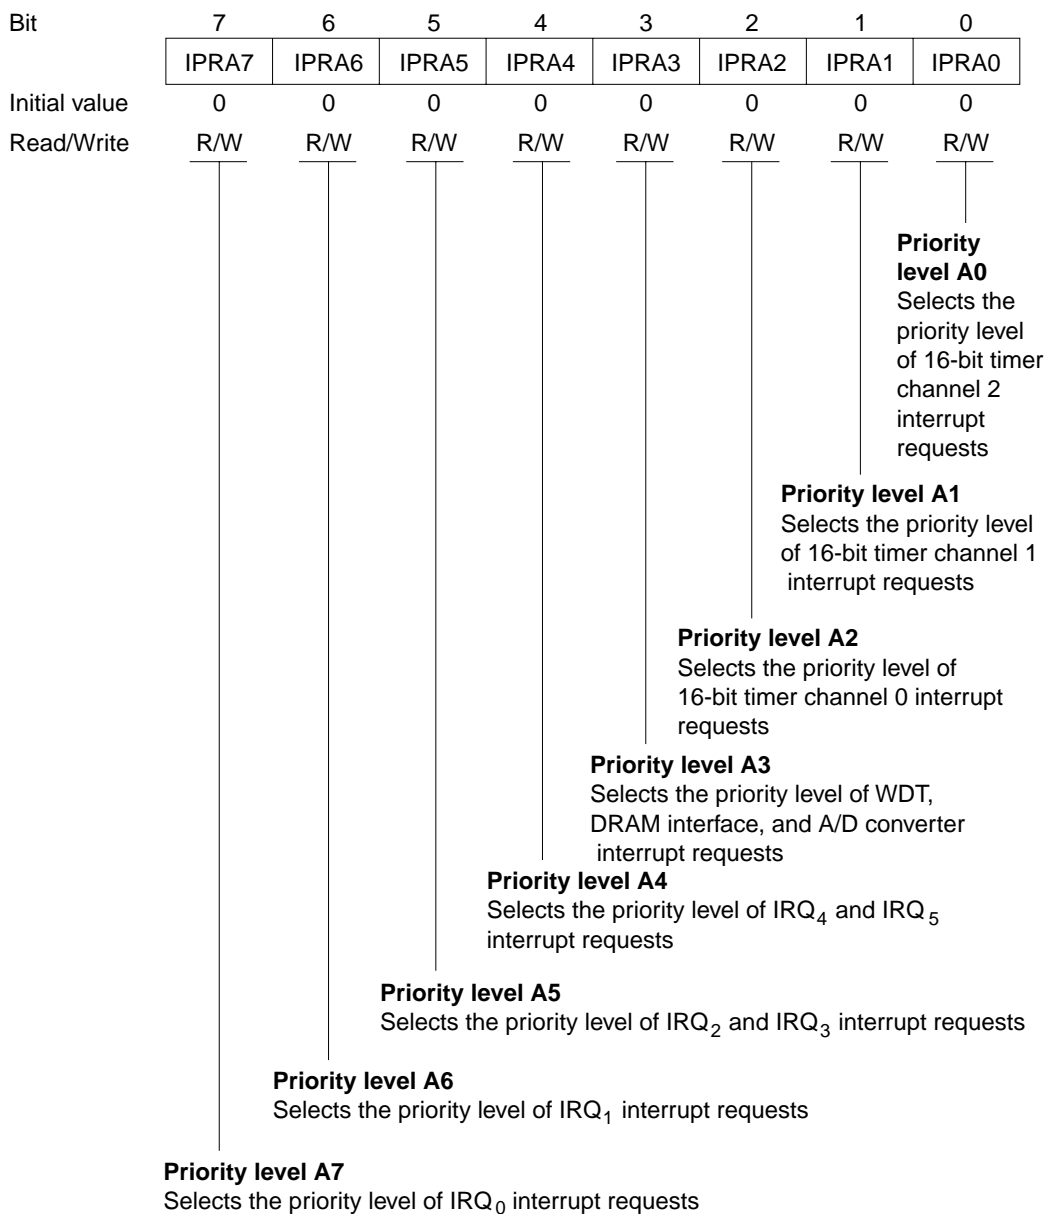 Bit 7 6 5 4 3 2 1 0
IPRA7 IPRA6 IPRA5 IPRA4 IPRA3 IPRA2 IPRA1 IPRA0
Initial value 0 0 0 0 0 0 0 0
Read/Write R/W R/W R/W R/W R/W R/W R/W R/W
Priority
level A0
Selects the
priority level
of 16-bit timer
channel 2
interrupt
requests
Priority level A1
Selects the priority level
of 16-bit timer channel 1
interrupt requests
Priority level A2
Selects the priority level of
16-bit timer channel 0 interrupt
requests
Priority level A3
Selects the priority level of WDT,
DRAM interface, and A/D converter
interrupt requests
Priority level A4
Selects the priority level of IRQ4 and IRQ5
interrupt requests
Priority level A5
Selects the priority level of IRQ2 and IRQ3 interrupt requests
Priority level A6
Selects the priority level of IRQ1 interrupt requests
Priority level A7
Selects the priority level of IRQ0 interrupt requests